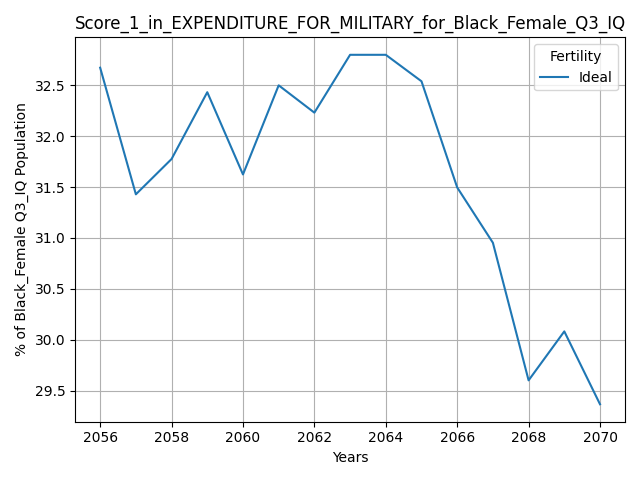 Score_1_in_EXPENDITURE_FOR_MILITARY_for_Black_Female_Q3_IQ
Fertility
Ideal
% of Black_Female Q3_IQ Population
32.5
32.0
31.5
31.0
30.5
30.0
29.5
2056 2058 2060 2062 2064 2066 2068 2070
Years